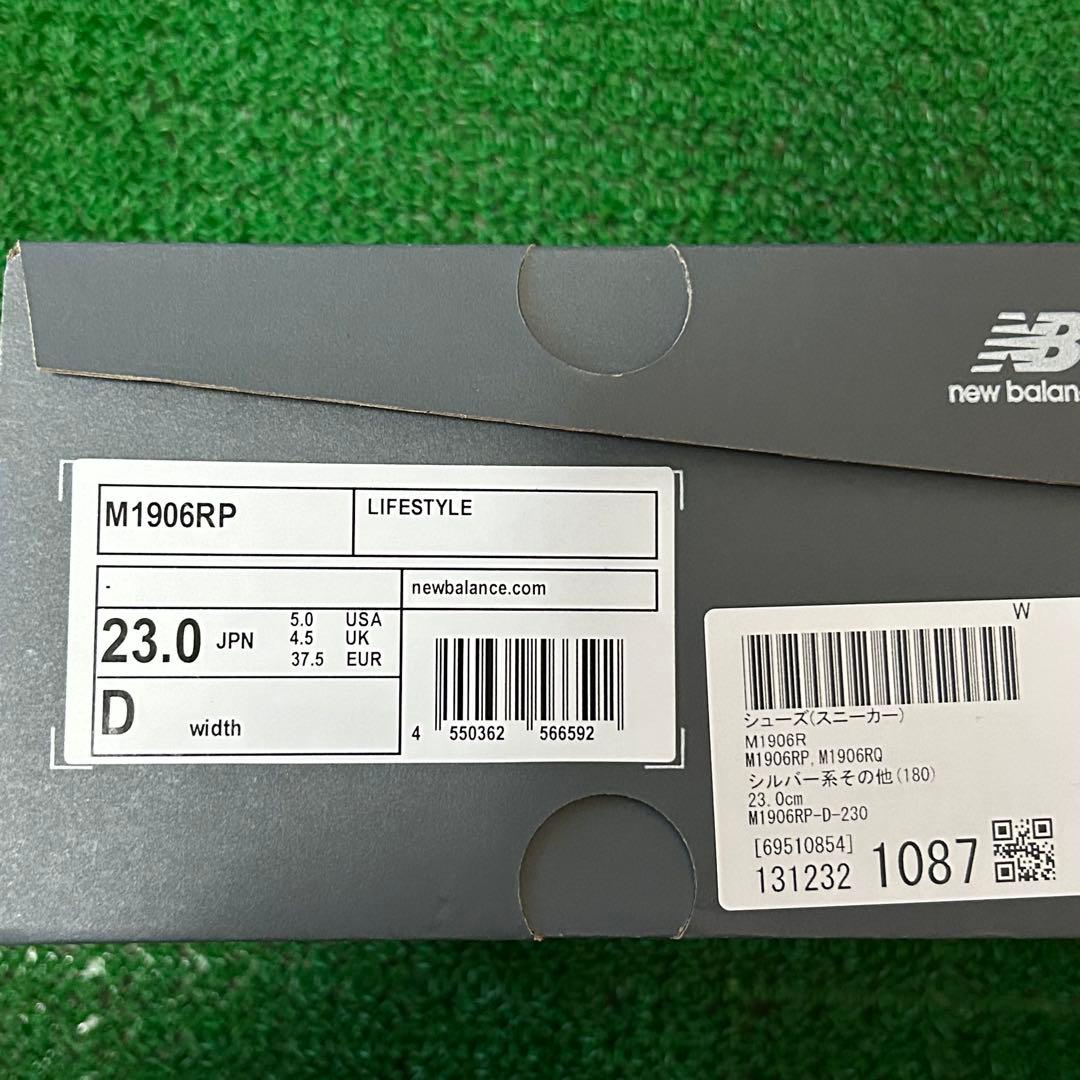 NB
new balan
M1906RP
LIFESTYLE
-
newbalance.com
23.0 JPN
5.0 USA
4.5 UK
37.5 EUR
D width
4 550362 566592
W
シューズ(スニーカー)
M1906R
M1906RP, M1906RQ
シルバー系その他(180)
23.0cm
M1906RP-D-230
[69510854]
131232 1087